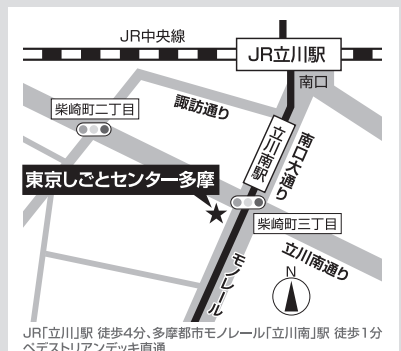 JR中央線
JR立川駅
南口
柴崎町二丁目
諏訪通り
立川南駅
南口大通り
東京しごとセンター多摩
柴崎町三丁目
立川南通り
モノレール
N
JR「立川」駅 徒歩4分、多摩都市モノレール「立川南」駅 徒歩1分
ペデストリアンデッキ直通